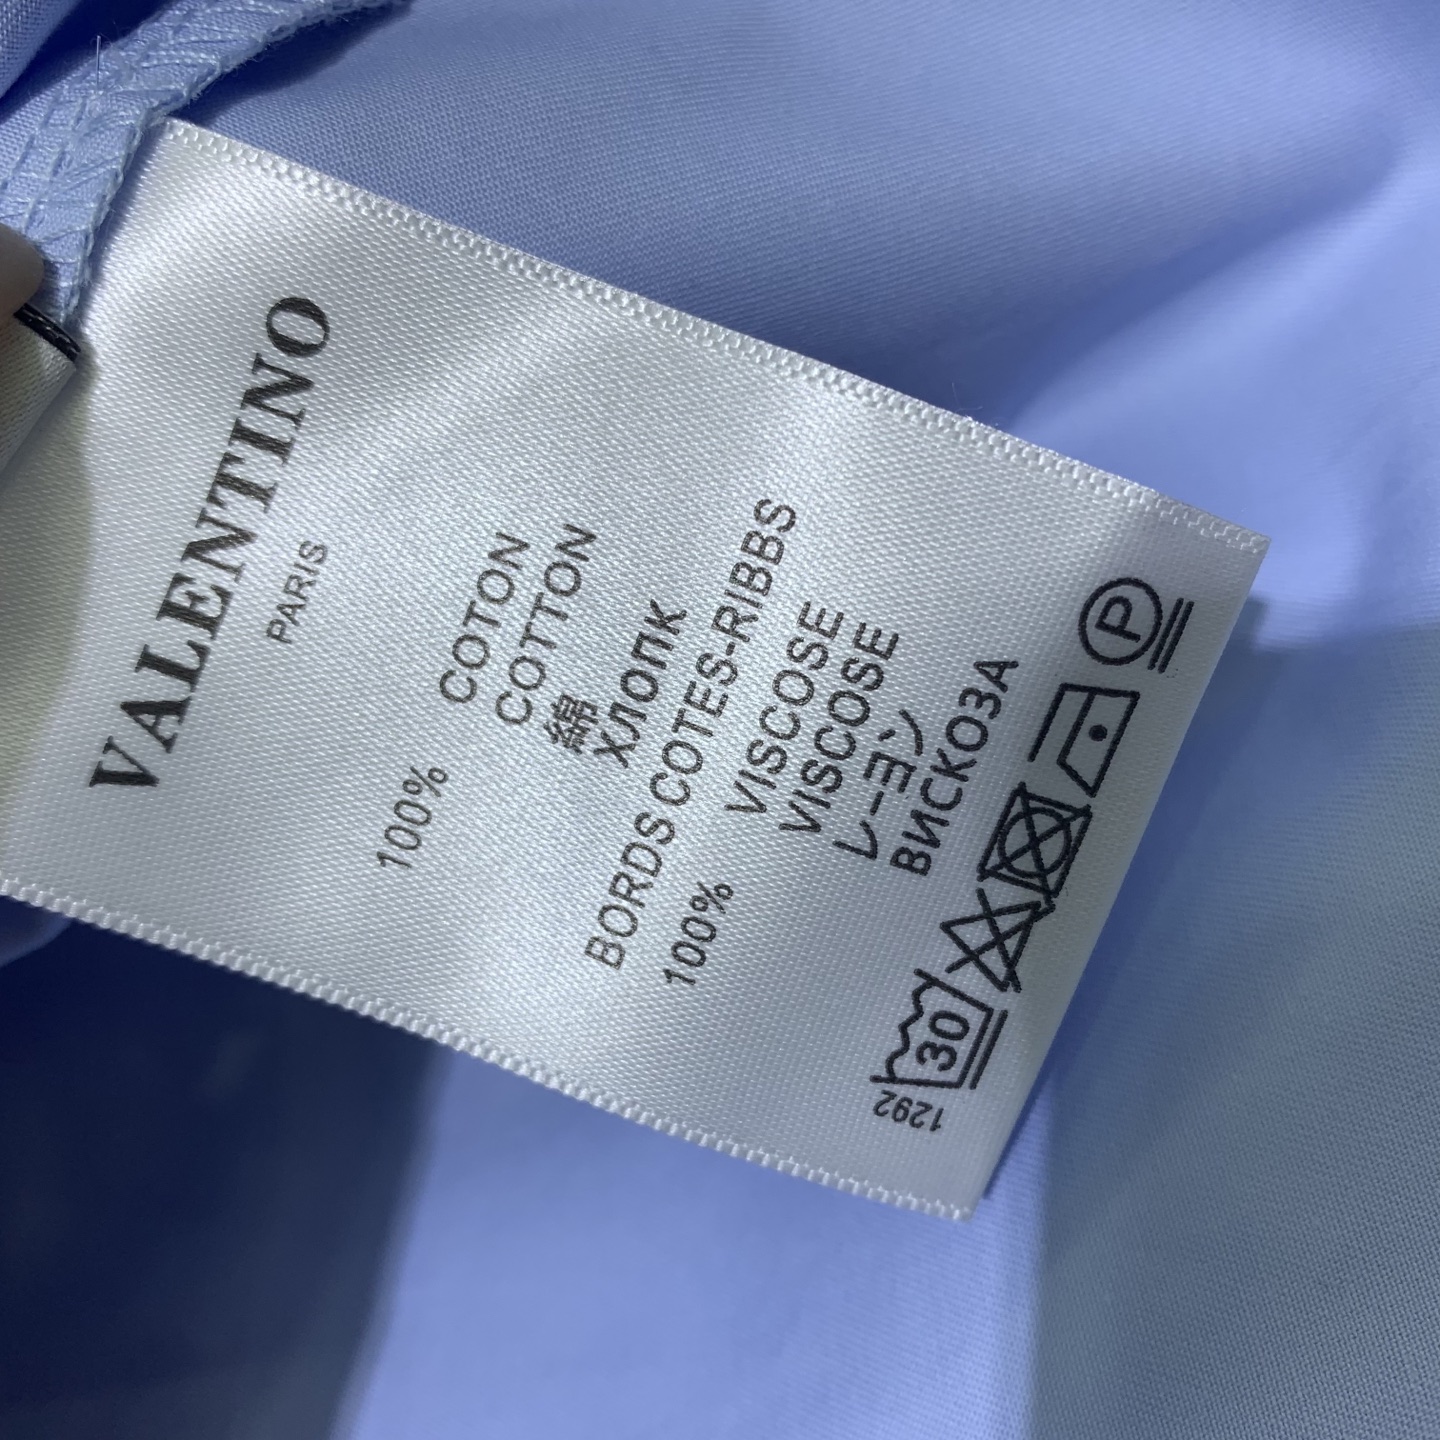 VALENTINO
PARIS
100% COTON
COTTON
綿
ХЛОПК
BORDS COTES-RIBBS
100% VISCOSE
VISCOSE
レーヨン
ВИСКОЗА
30 P
1292